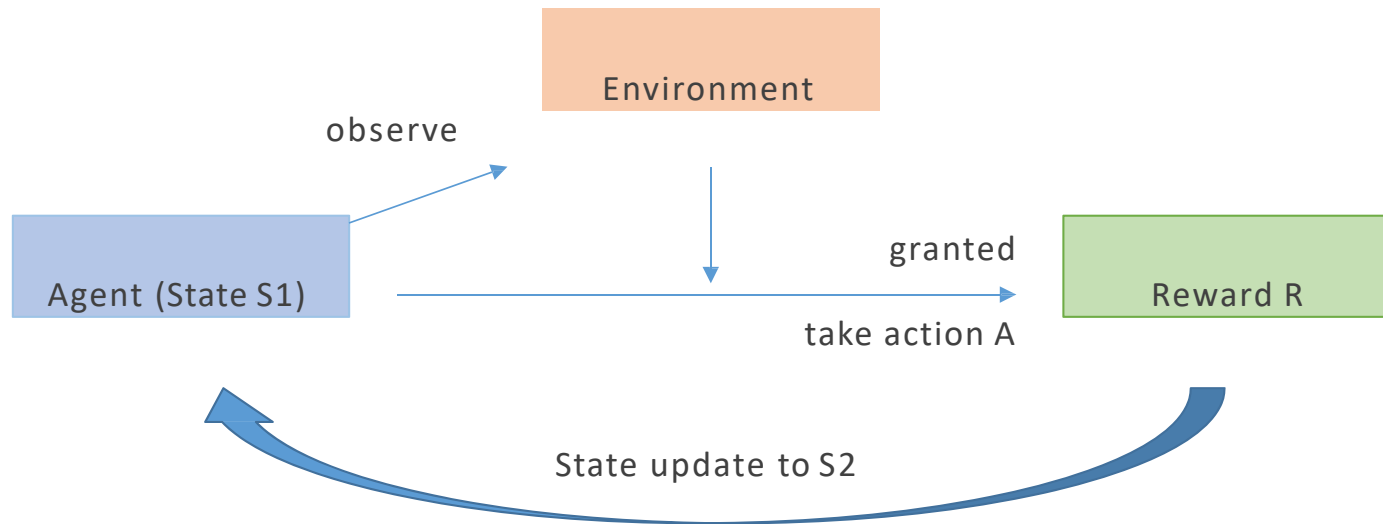 Environment
observe
granted
Agent (State S1)
Reward R
take action A
State update to S2